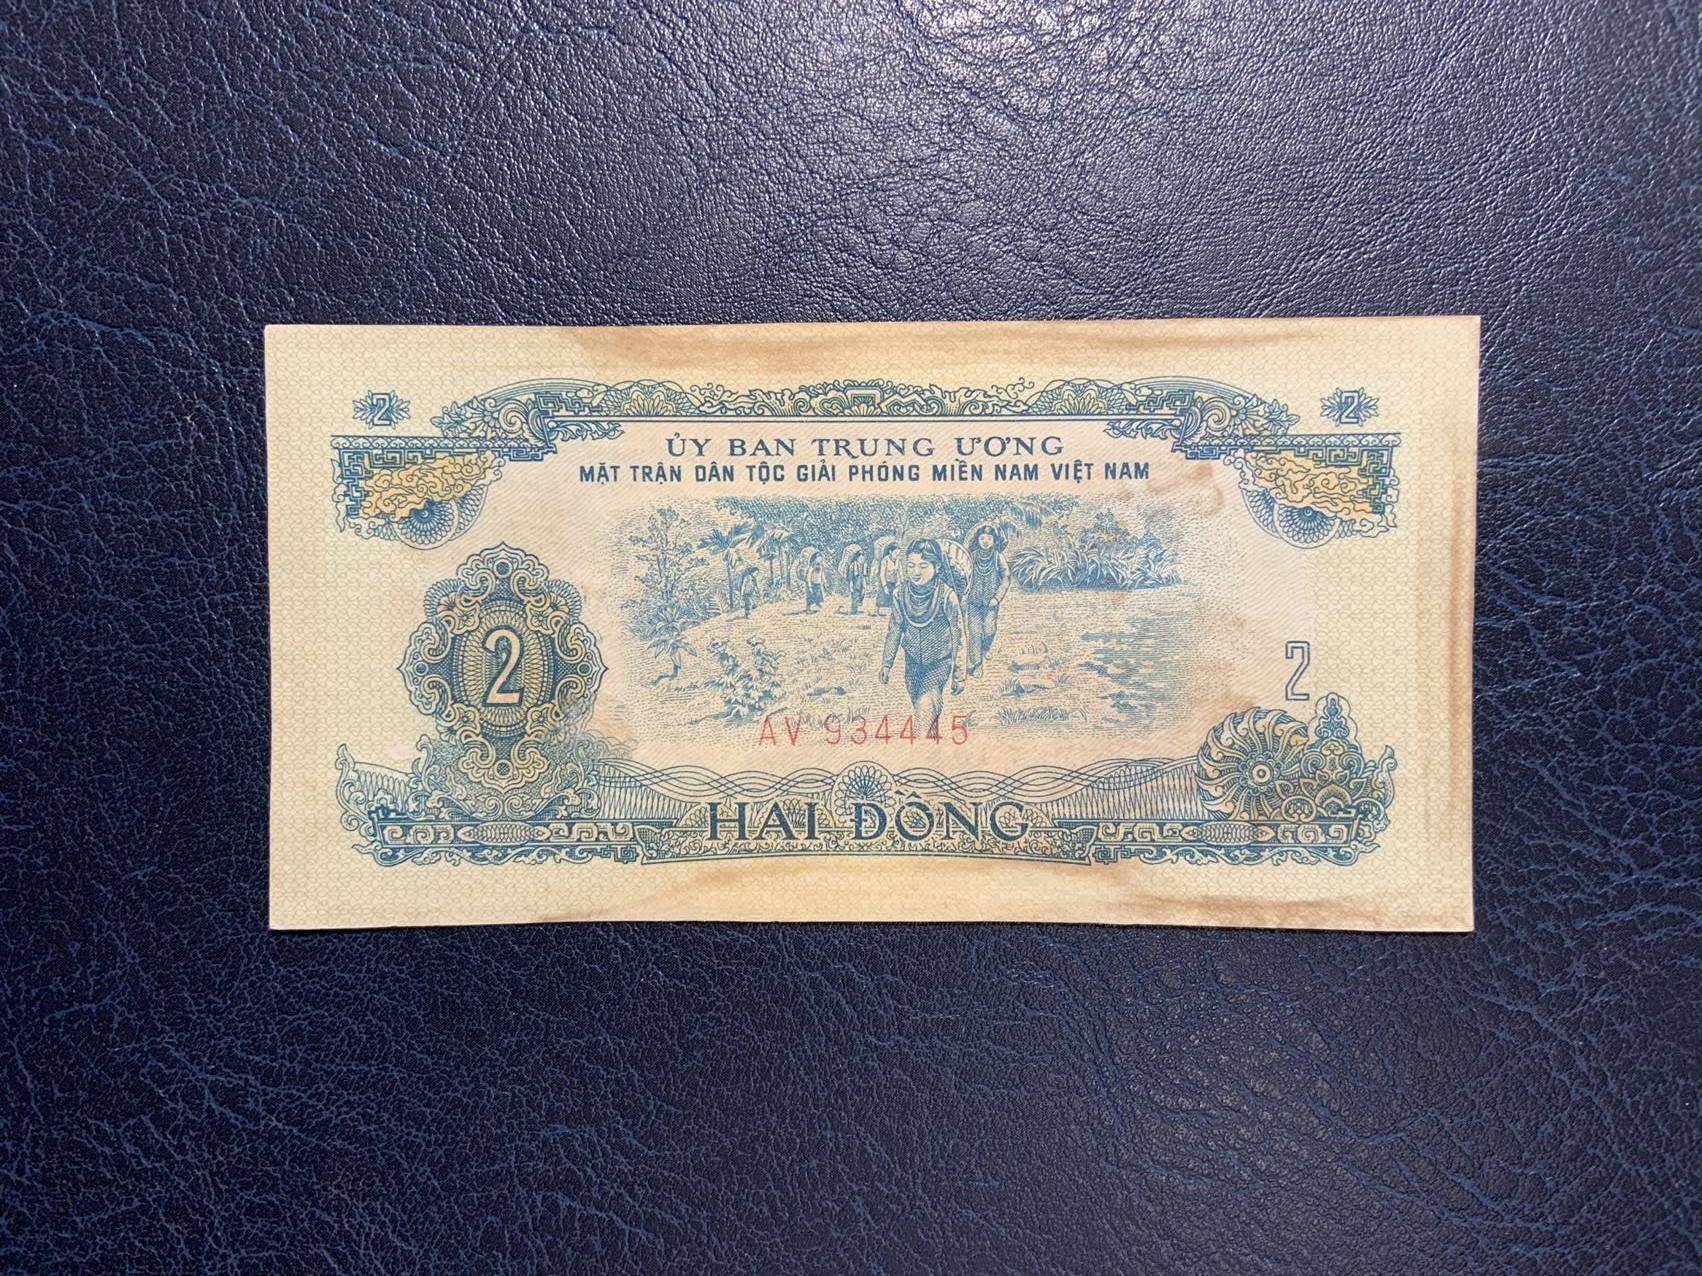 2 2
ỦY BAN TRUNG ƯƠNG
MẶT TRẬN DÂN TỘC GIẢI PHÓNG MIỀN NAM VIỆT NAM
2
2
AV 934445
HAI ĐỒNG